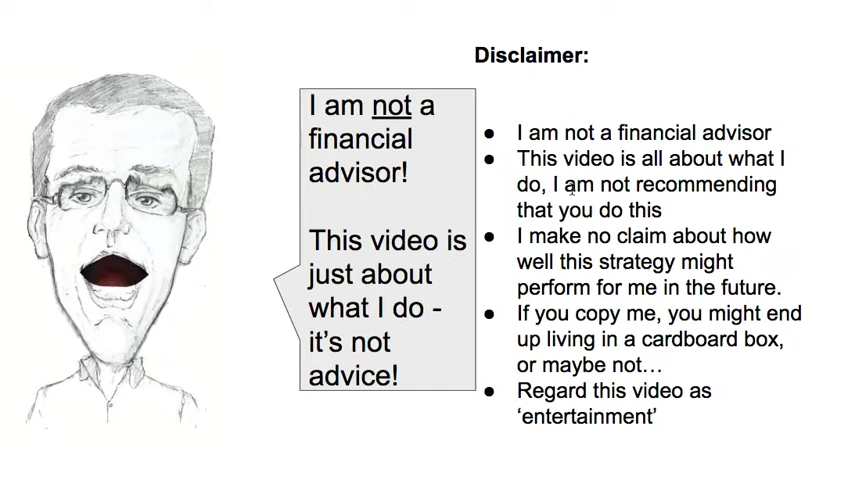 Disclaimer:
I am not a
financial
advisor!
This video is
just about
what I do -
it's not
advice!
● I am not a financial advisor
● This video is all about what I
do, I am not recommending
that you do this
● I make no claim about how
well this strategy might
perform for me in the future.
● If you copy me, you might end
up living in a cardboard box,
or maybe not…
● Regard this video as
‘entertainment’